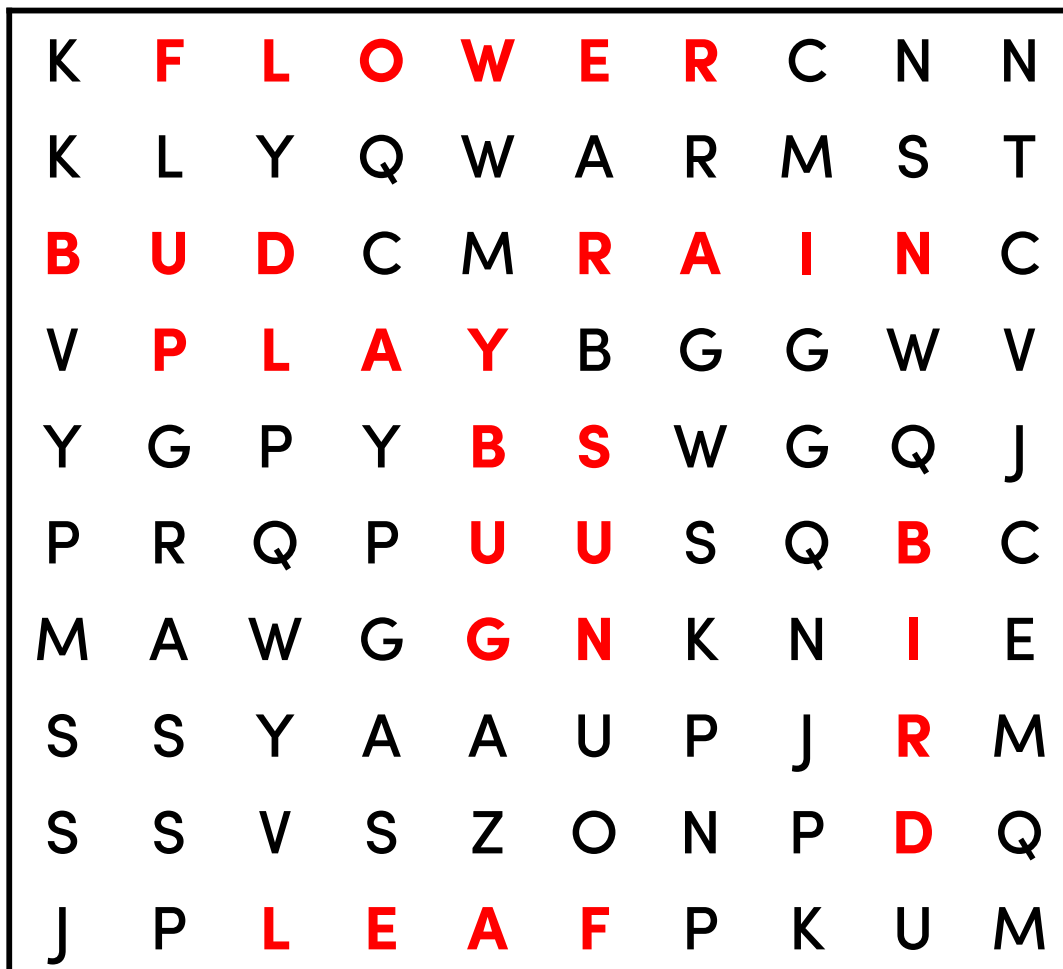 K F L O W E R C N N
K L Y Q W A R M S T
B U D C M R A I N C
V P L A Y B G G W V
Y G P Y B S W G Q J
P R Q P U U S Q B C
M A W G G N K N I E
S S Y A A U P J R M
S S V S Z O N P D Q
J P L E A F P K U M